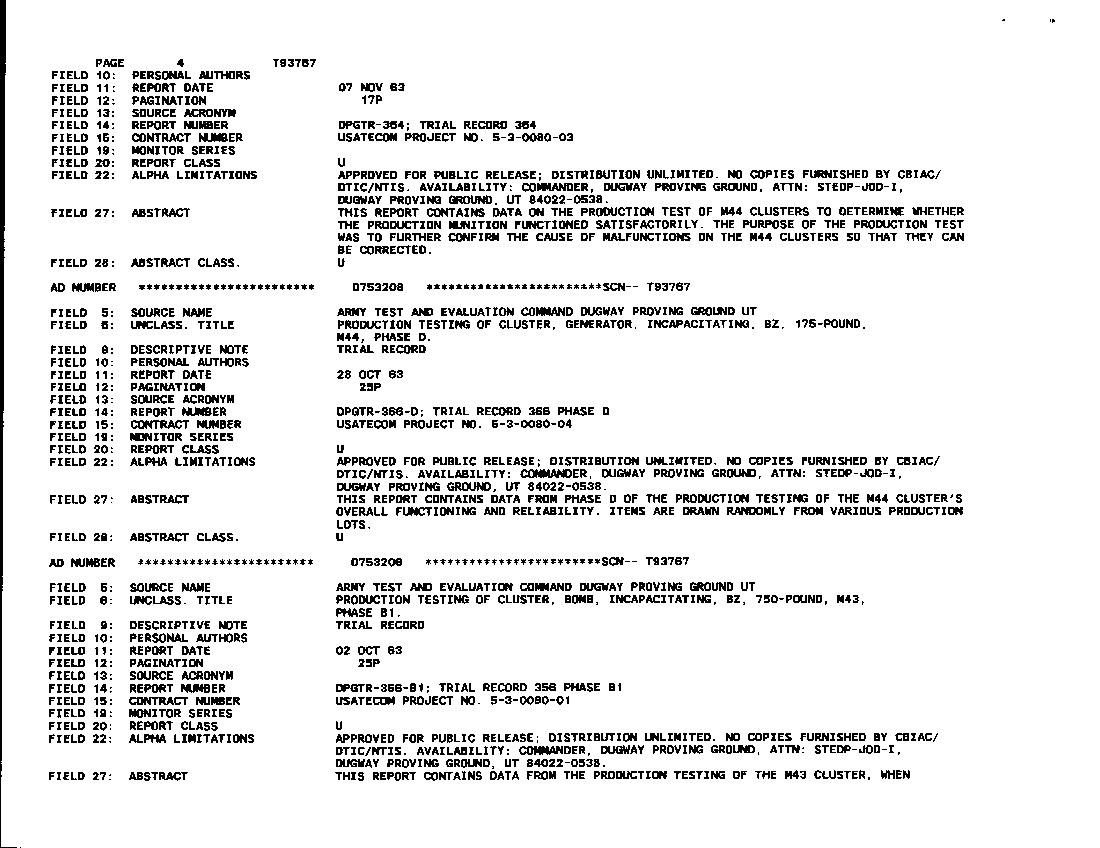 PAGE 4 T93767
FIELD 10: PERSONAL AUTHORS
FIELD 11: REPORT DATE 07 NOV 63
FIELD 12: PAGINATION 17P
FIELD 13: SOURCE ACRONYM
FIELD 14: REPORT NUMBER DPGTR-354; TRIAL RECORD 354
FIELD 15: CONTRACT NUMBER USATECOM PROJECT NO. 5-3-0080-03
FIELD 19: MONITOR SERIES
FIELD 20: REPORT CLASS U
FIELD 22: ALPHA LIMITATIONS APPROVED FOR PUBLIC RELEASE; DISTRIBUTION UNLIMITED. NO COPIES FURNISHED BY CBIAC/
DTIC/NTIS. AVAILABILITY: COMMANDER, DUGWAY PROVING GROUND, ATTN: STEDP-JOD-I,
DUGWAY PROVING GROUND, UT 84022-0538.
FIELD 27: ABSTRACT THIS REPORT CONTAINS DATA ON THE PRODUCTION TEST OF M44 CLUSTERS TO DETERMINE WHETHER
THE PRODUCTION MUNITION FUNCTIONED SATISFACTORILY. THE PURPOSE OF THE PRODUCTION TEST
WAS TO FURTHER CONFIRM THE CAUSE OF MALFUNCTIONS ON THE M44 CLUSTERS SO THAT THEY CAN
BE CORRECTED.
FIELD 28: ABSTRACT CLASS. U
AD NUMBER ************************ D753208 ************************SCN-- T93767
FIELD 5: SOURCE NAME ARMY TEST AND EVALUATION COMMAND DUGWAY PROVING GROUND UT
FIELD 6: UNCLASS. TITLE PRODUCTION TESTING OF CLUSTER, GENERATOR, INCAPACITATING, BZ, 175-POUND,
M44, PHASE D.
FIELD 9: DESCRIPTIVE NOTE TRIAL RECORD
FIELD 10: PERSONAL AUTHORS
FIELD 11: REPORT DATE 28 OCT 63
FIELD 12: PAGINATION 25P
FIELD 13: SOURCE ACRONYM
FIELD 14: REPORT NUMBER DPGTR-366-D; TRIAL RECORD 366 PHASE D
FIELD 15: CONTRACT NUMBER USATECOM PROJECT NO. 5-3-0080-04
FIELD 19: MONITOR SERIES
FIELD 20: REPORT CLASS U
FIELD 22: ALPHA LIMITATIONS APPROVED FOR PUBLIC RELEASE; DISTRIBUTION UNLIMITED. NO COPIES FURNISHED BY CBIAC/
DTIC/NTIS. AVAILABILITY: COMMANDER, DUGWAY PROVING GROUND, ATTN: STEDP-JOD-I,
DUGWAY PROVING GROUND, UT 84022-0538.
FIELD 27: ABSTRACT THIS REPORT CONTAINS DATA FROM PHASE D OF THE PRODUCTION TESTING OF THE M44 CLUSTER'S
OVERALL FUNCTIONING AND RELIABILITY. ITEMS ARE DRAWN RANDOMLY FROM VARIOUS PRODUCTION
LOTS.
FIELD 28: ABSTRACT CLASS. U
AD NUMBER ************************ D753208 ************************SCN-- T93767
FIELD 5: SOURCE NAME ARMY TEST AND EVALUATION COMMAND DUGWAY PROVING GROUND UT
FIELD 6: UNCLASS. TITLE PRODUCTION TESTING OF CLUSTER, BOMB, INCAPACITATING, BZ, 750-POUND, M43,
PHASE B1.
FIELD 9: DESCRIPTIVE NOTE TRIAL RECORD
FIELD 10: PERSONAL AUTHORS
FIELD 11: REPORT DATE 02 OCT 63
FIELD 12: PAGINATION 25P
FIELD 13: SOURCE ACRONYM
FIELD 14: REPORT NUMBER DPGTR-366-B1; TRIAL RECORD 356 PHASE B1
FIELD 15: CONTRACT NUMBER USATECOM PROJECT NO. 5-3-0080-01
FIELD 19: MONITOR SERIES
FIELD 20: REPORT CLASS U
FIELD 22: ALPHA LIMITATIONS APPROVED FOR PUBLIC RELEASE; DISTRIBUTION UNLIMITED. NO COPIES FURNISHED BY CBIAC/
DTIC/NTIS. AVAILABILITY: COMMANDER, DUGWAY PROVING GROUND, ATTN: STEDP-JOD-I,
DUGWAY PROVING GROUND, UT 84022-0538.
FIELD 27: ABSTRACT THIS REPORT CONTAINS DATA FROM THE PRODUCTION TESTING OF THE M43 CLUSTER, WHEN